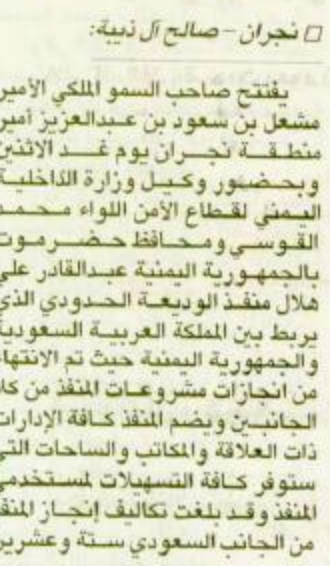 □ نجران – صالح آل ذيبة:
يفتتح صاحب السمو الملكي الأمير
مشعل بن سعود بن عبدالعزيز أمير
منطقة نجران يوم غد الاثنين
وبحضور وكيل وزارة الداخلية
اليمني لقطاع الأمن اللواء محمد
القوسي ومحافظ حضرموت
بالجمهورية اليمنية عبدالقادر علي
هلال منفذ الوديعة الحدودي الذي
يربط بين المملكة العربية السعودية
والجمهورية اليمنية حيث تم الانتهاء
من انجازات مشروعات المنفذ من كلا
الجانبين ويضم المنفذ كافة الإدارات
ذات العلاقة والمكاتب والساحات التي
ستوفر كافة التسهيلات لمستخدمي
المنفذ وقد بلغت تكاليف إنجاز المنفذ
من الجانب السعودي ستة وعشرين